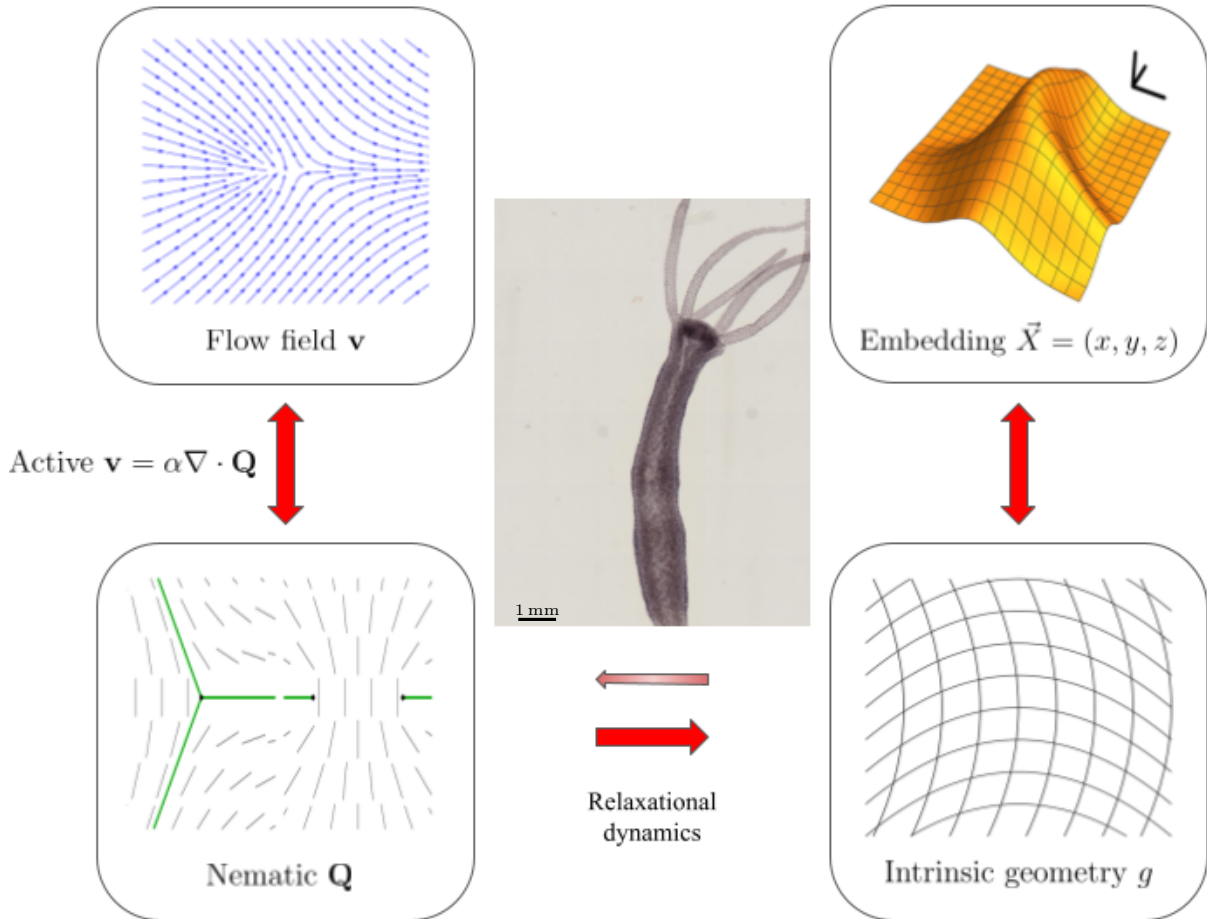 Flow field v
Embedding X⃗ = (x, y, z)
Active v = α∇ · Q
1 mm
Relaxational
dynamics
Nematic Q
Intrinsic geometry g